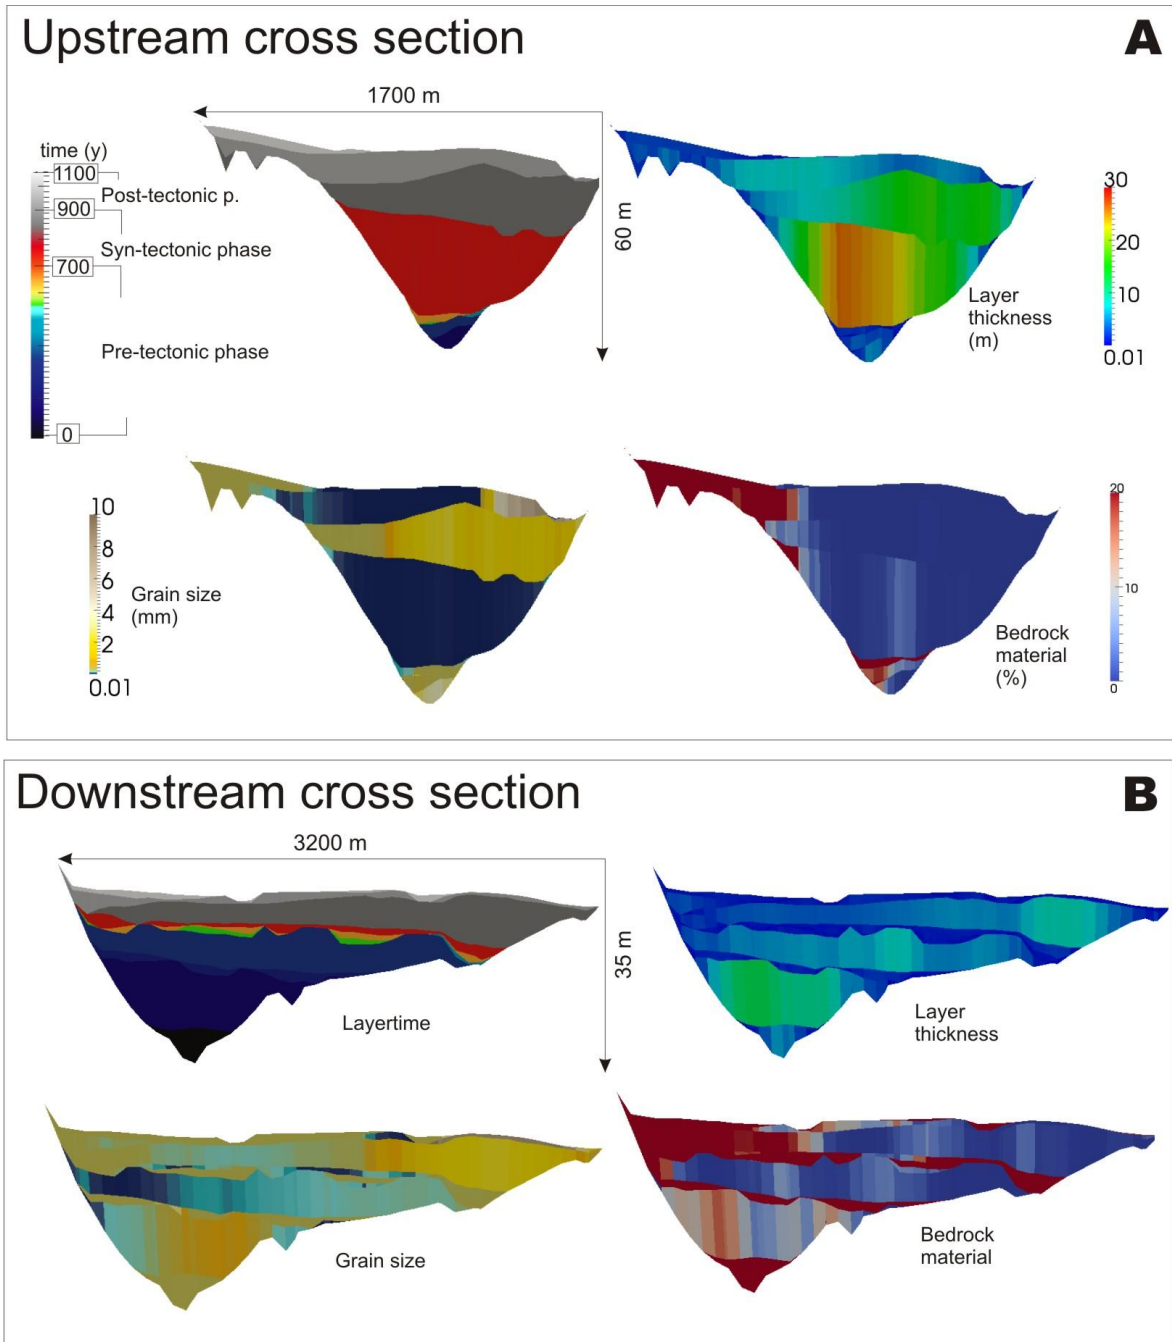 Upstream cross section
A
1700 m
time (y)
1100
Post-tectonic p.
900
Syn-tectonic phase
700
Pre-tectonic phase
0
60 m
30
20
10
0.01
Layer
thickness
(m)
10
8
6
4
2
0.01
Grain size
(mm)
20
10
0
Bedrock
material
(%)
Downstream cross section
B
3200 m
35 m
Layertime
Layer
thickness
Grain size
Bedrock
material